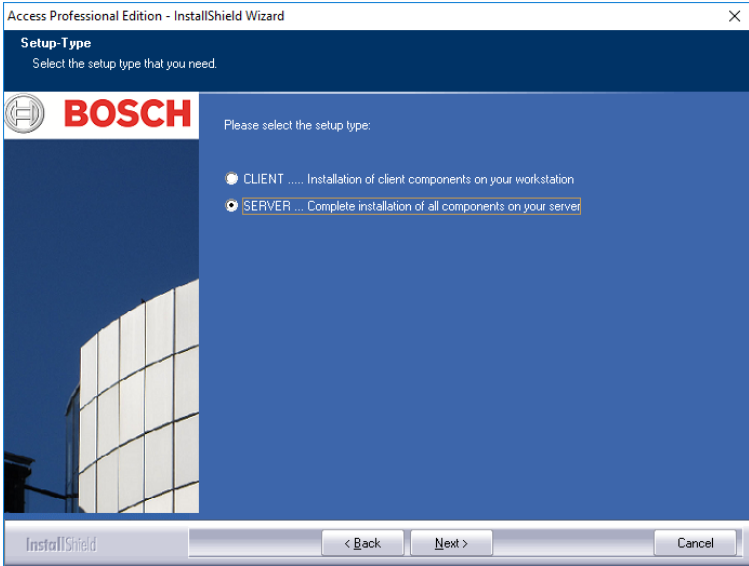 Access Professional Edition - InstallShield Wizard
Setup-Type
Select the setup type that you need.
BOSCH
Please select the setup type:
CLIENT ..... Installation of client components on your workstation
SERVER ... Complete installation of all components on your server
InstallShield
< Back
Next >
Cancel